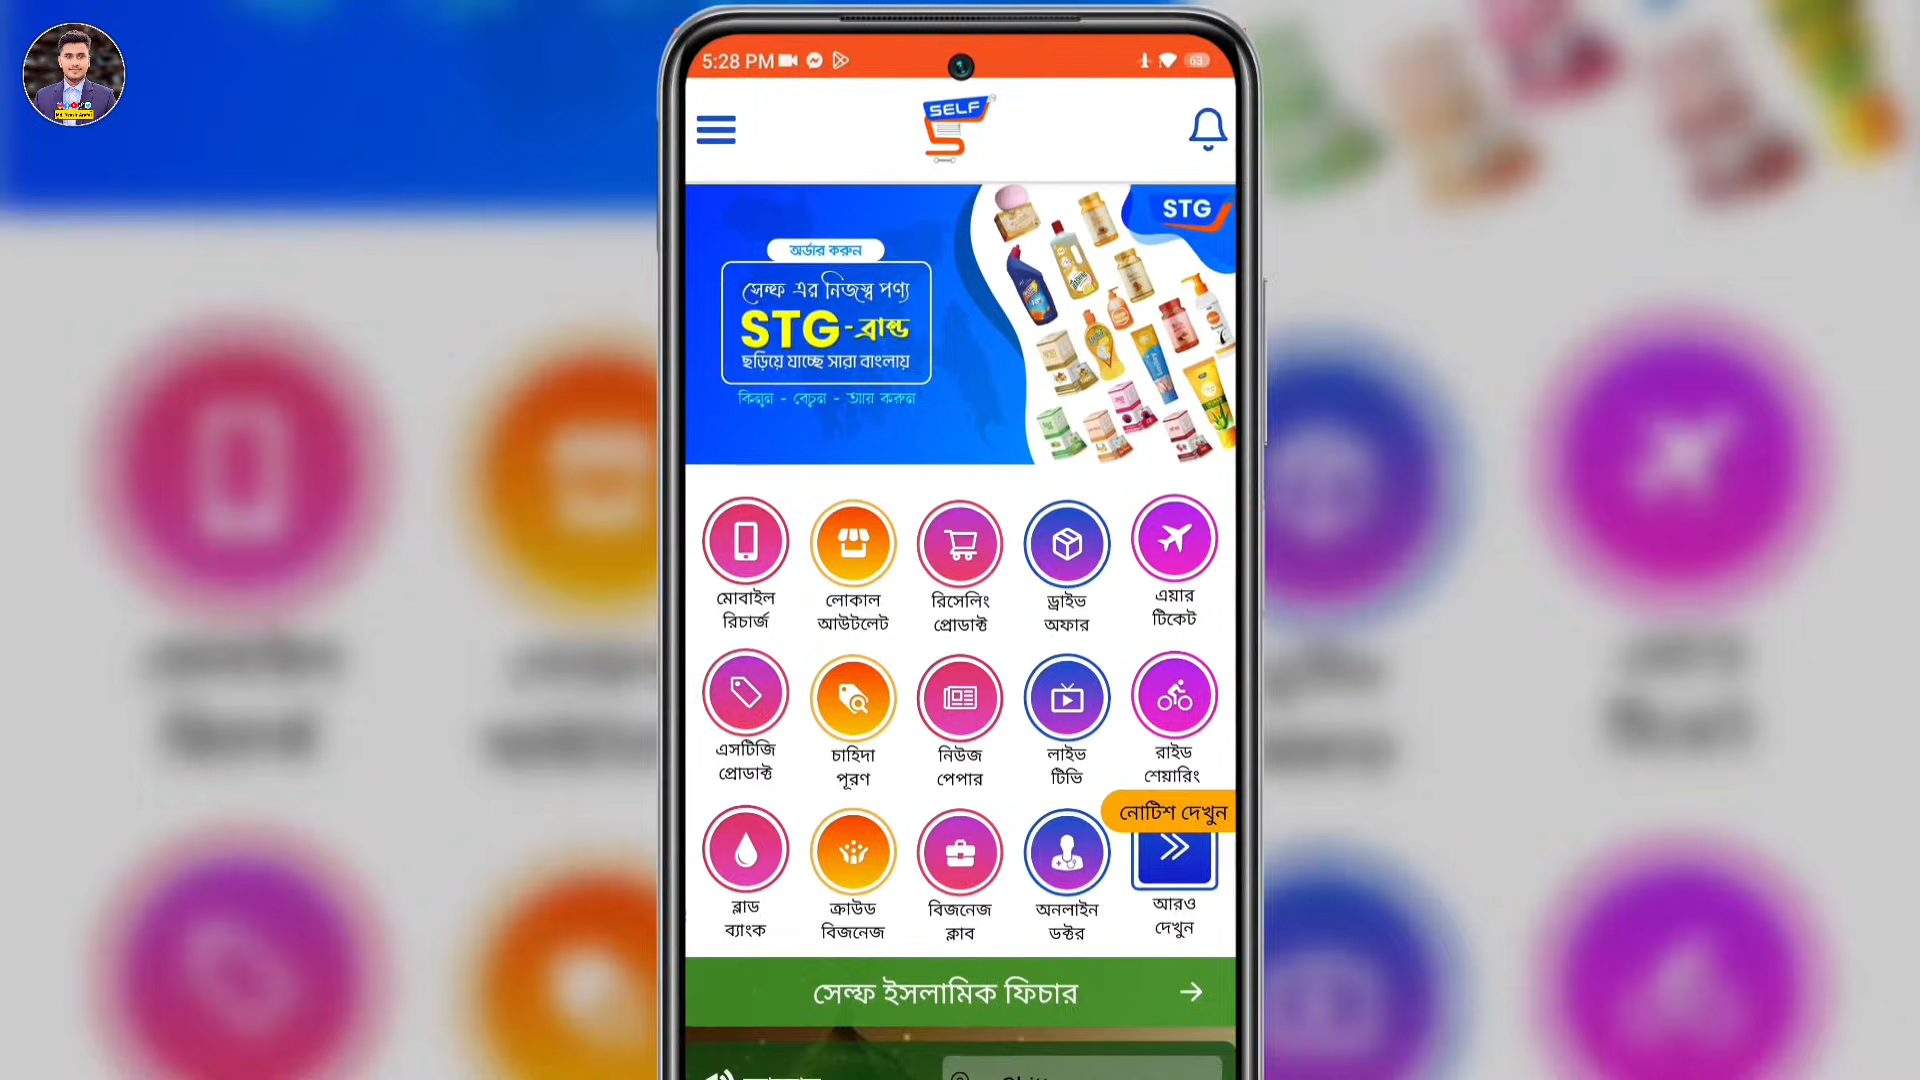 5:28 PM
63
SELF
STG
অর্ডার করুন
সেল্ফ এর নিজস্ব পণ্য
STG-ব্রান্ড
ছড়িয়ে যাচ্ছে সারা বাংলায়
কিনুন - বেচুন - আয় করুন
মোবাইল
রিচার্জ
লোকাল
আউটলেট
রিসেলিং
প্রোডাক্ট
ড্রাইভ
অফার
এয়ার
টিকেট
এসটিজি
প্রোডাক্ট
চাহিদা
পূরণ
নিউজ
পেপার
লাইভ
টিভি
রাইড
শেয়ারিং
নোটিশ দেখুন
ব্লাড
ব্যাংক
ক্রাউড
বিজনেজ
বিজনেজ
ক্লাব
অনলাইন
ডক্টর
আরও
দেখুন
সেল্ফ ইসলামিক ফিচার